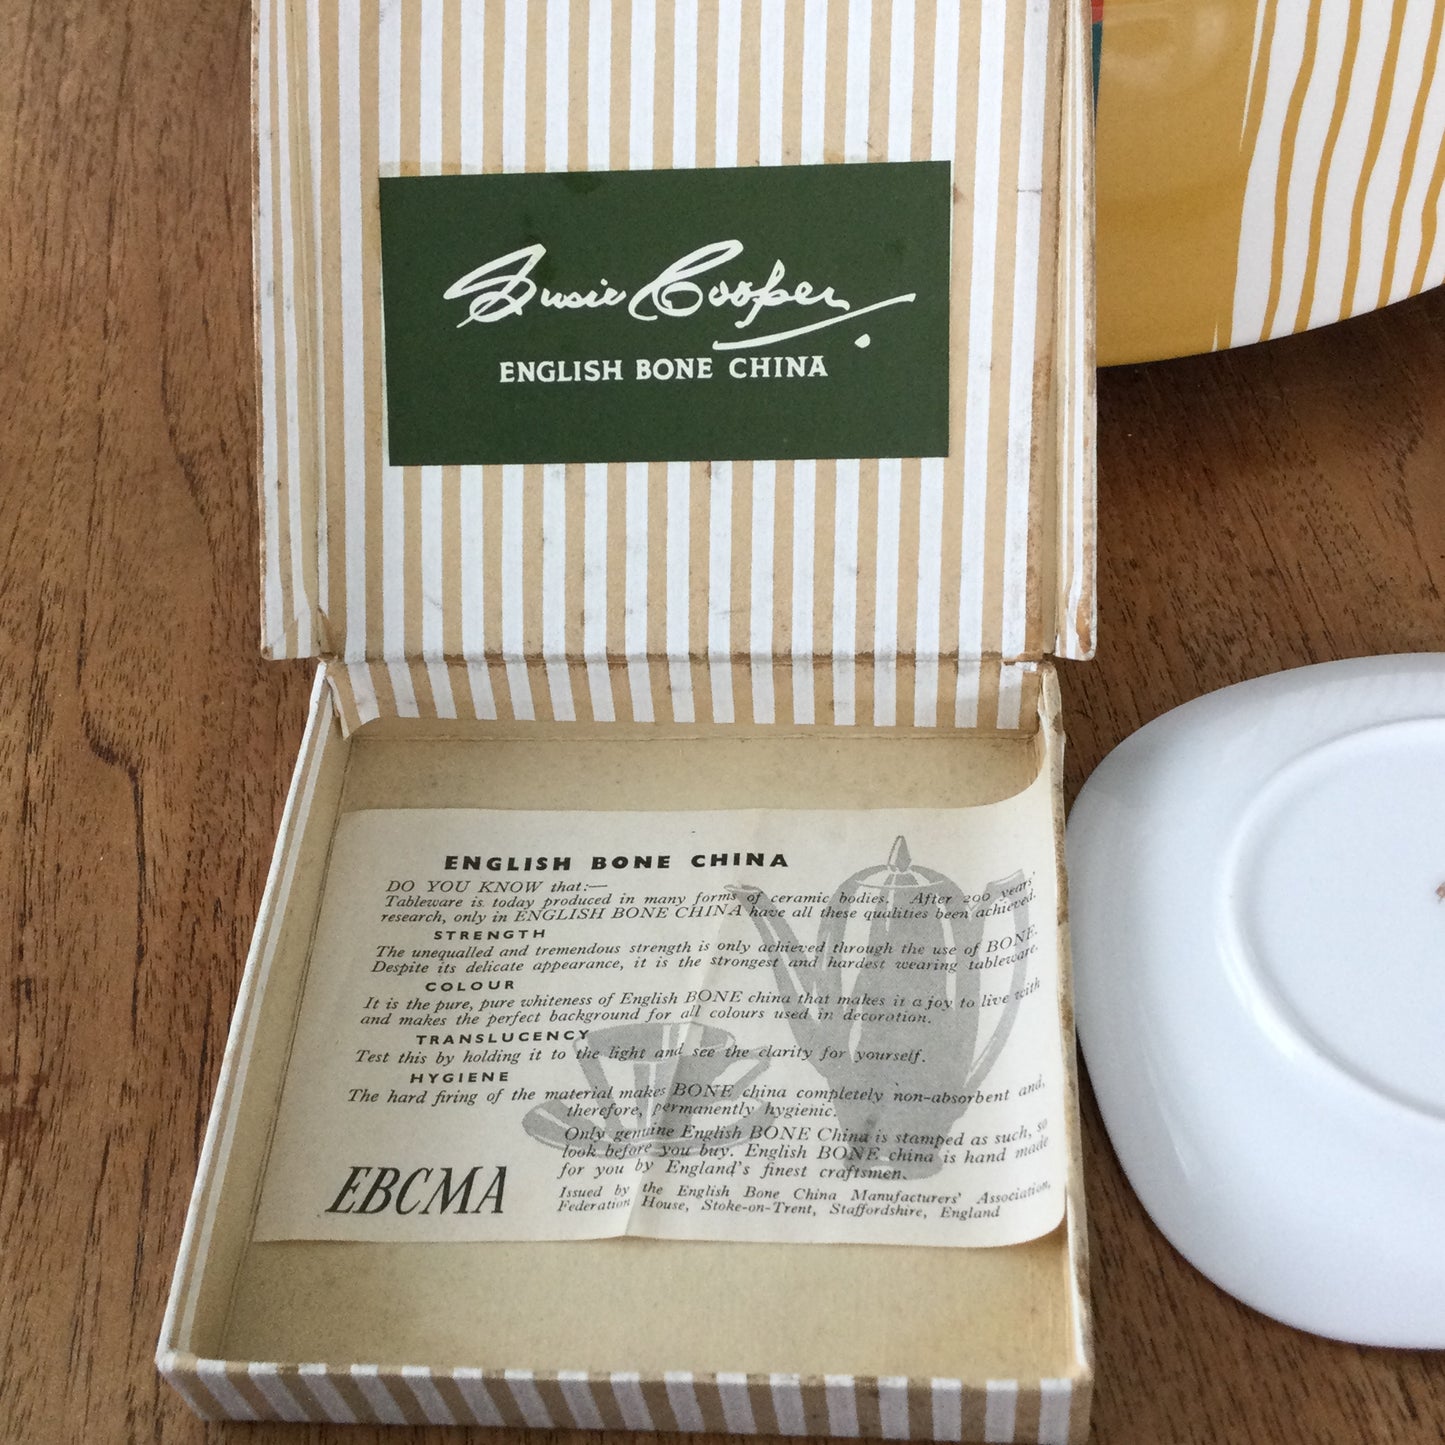 Susie Cooper
ENGLISH BONE CHINA
ENGLISH BONE CHINA
DO YOU KNOW that:—
Tableware is today produced in many forms of ceramic bodies. After 200 years'
research, only in ENGLISH BONE CHINA have all these qualities been achieved.
STRENGTH
The unequalled and tremendous strength is only achieved through the use of BONE.
Despite its delicate appearance, it is the strongest and hardest wearing tableware.
COLOUR
It is the pure, pure whiteness of English BONE china that makes it a joy to live with
and makes the perfect background for all colours used in decoration.
TRANSLUCENCY
Test this by holding it to the light and see the clarity for yourself.
HYGIENE
The hard firing of the material makes BONE china completely non-absorbent and,
therefore, permanently hygienic.
Only genuine English BONE China is stamped as such, so
look before you buy. English BONE china is hand made
for you by England's finest craftsmen.
EBCMA
Issued by the English Bone China Manufacturers' Association,
Federation House, Stoke-on-Trent, Staffordshire, England